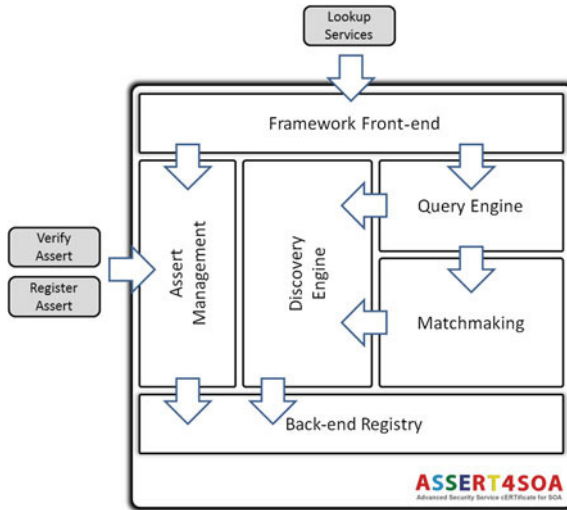 Lookup
Services
Framework Front-end
Verify
Assert
Register
Assert
Assert
Management
Discovery
Engine
Query Engine
Matchmaking
Back-end Registry
ASSERT4SOA
Advanced Security Service cERTificate for SOA